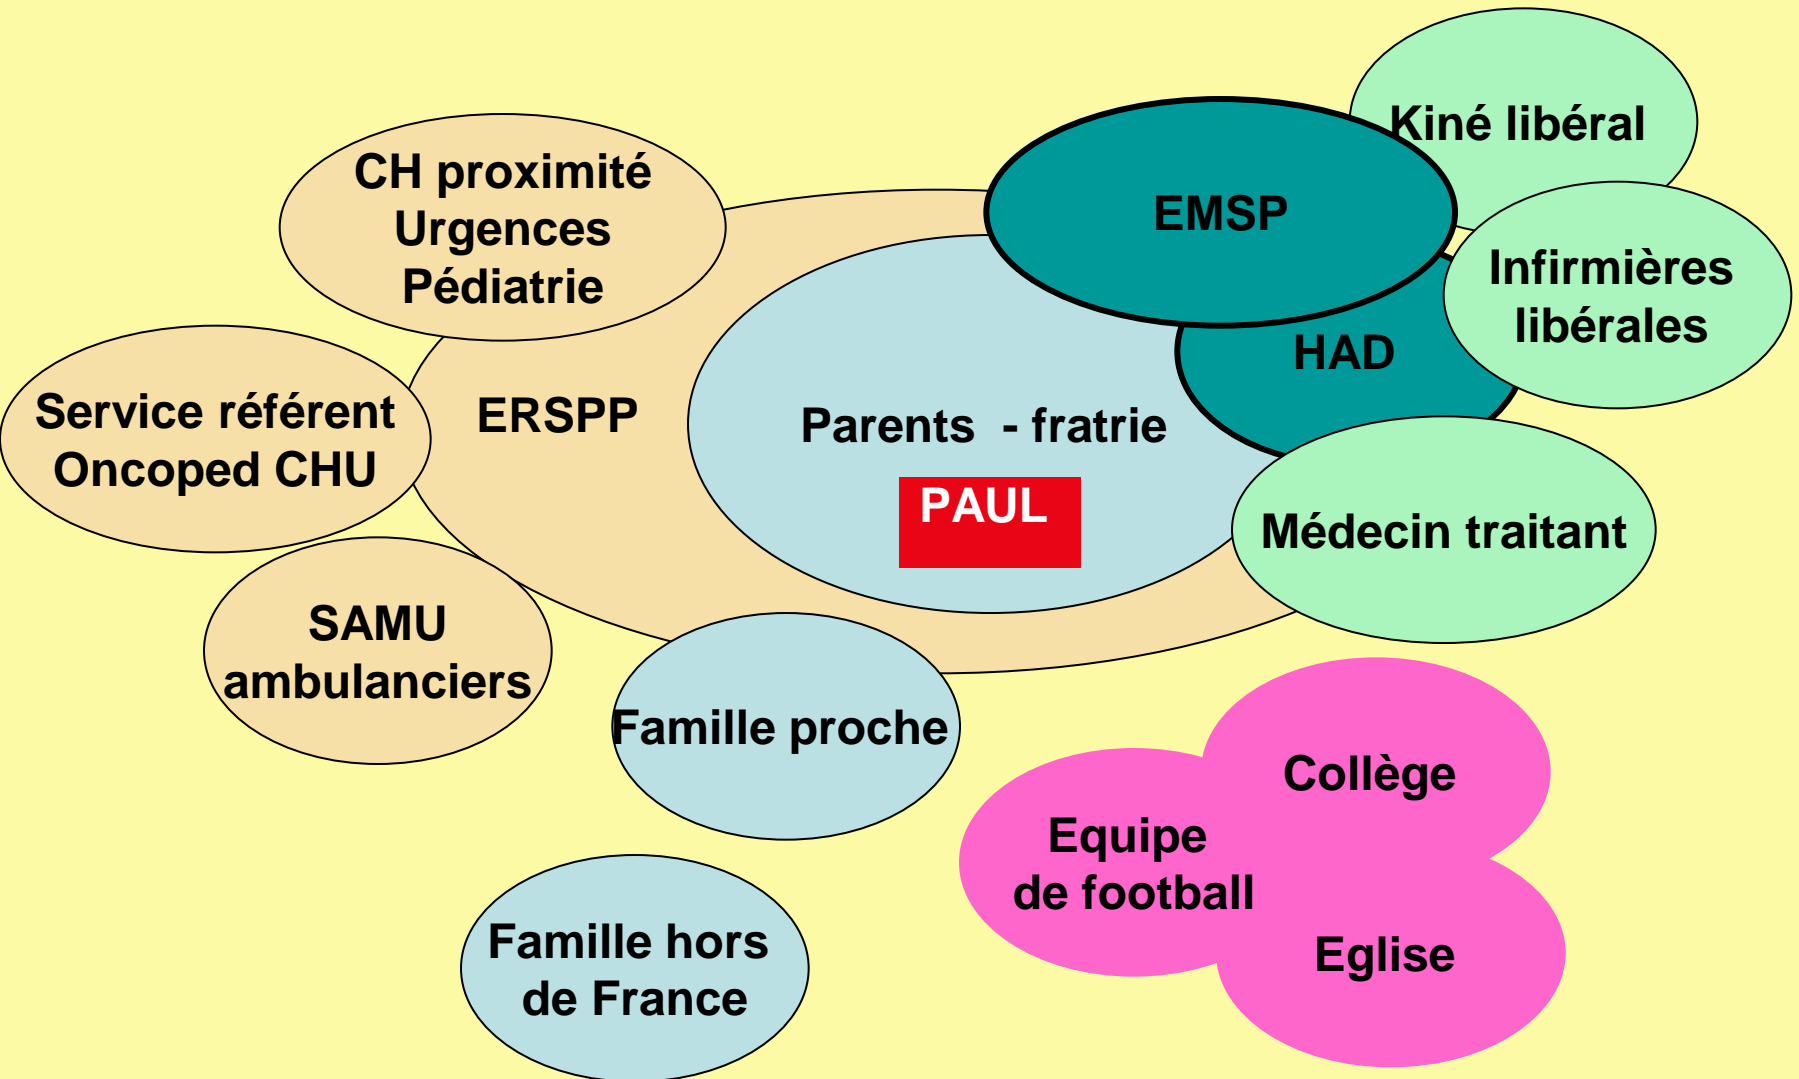 Kiné libéral
CH proximité
Urgences
Pédiatrie
EMSP
Infirmières
libérales
HAD
Service référent
Oncoped CHU
ERSPP
Parents - fratrie
PAUL
Médecin traitant
SAMU
ambulanciers
Famille proche
Collège
Equipe
de football
Eglise
Famille hors
de France